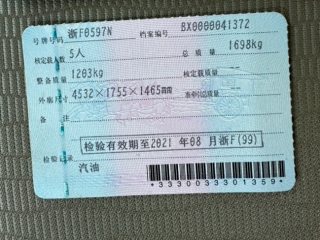 号牌号码 浙F0597N 档案编号 BX0000041372
核定载人数 5人 总质量 1698kg
整备质量 1203kg 核定载质量 --
外廓尺寸 4532×1755×1465mm 准牵引总质量 --
备注
检验有效期至2021年08月浙F(99)
检验记录
汽油
*3330003301359*